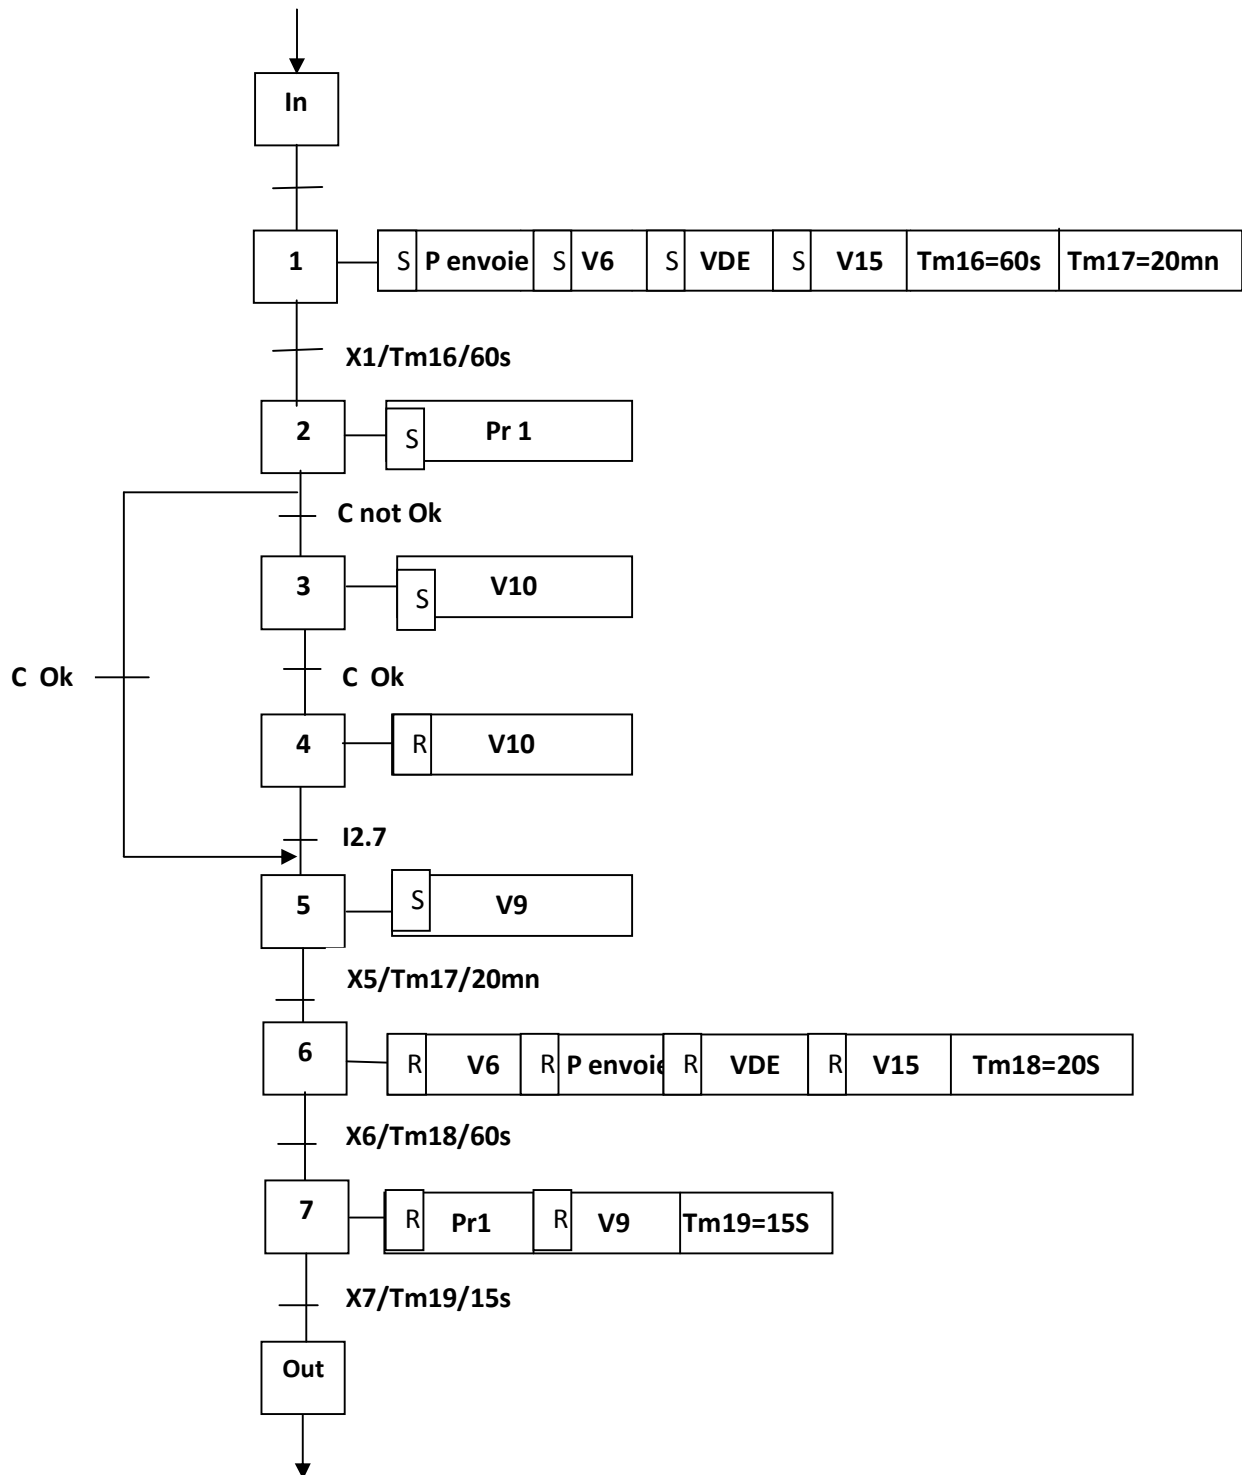 In
1 S P envoie S V6 S VDE S V15 Tm16=60s Tm17=20mn
X1/Tm16/60s
2 S Pr 1
C not Ok
3 S V10
C Ok C Ok
4 R V10
I2.7
5 S V9
X5/Tm17/20mn
6 R V6 R P envoie R VDE R V15 Tm18=20S
X6/Tm18/60s
7 R Pr1 R V9 Tm19=15S
X7/Tm19/15s
Out